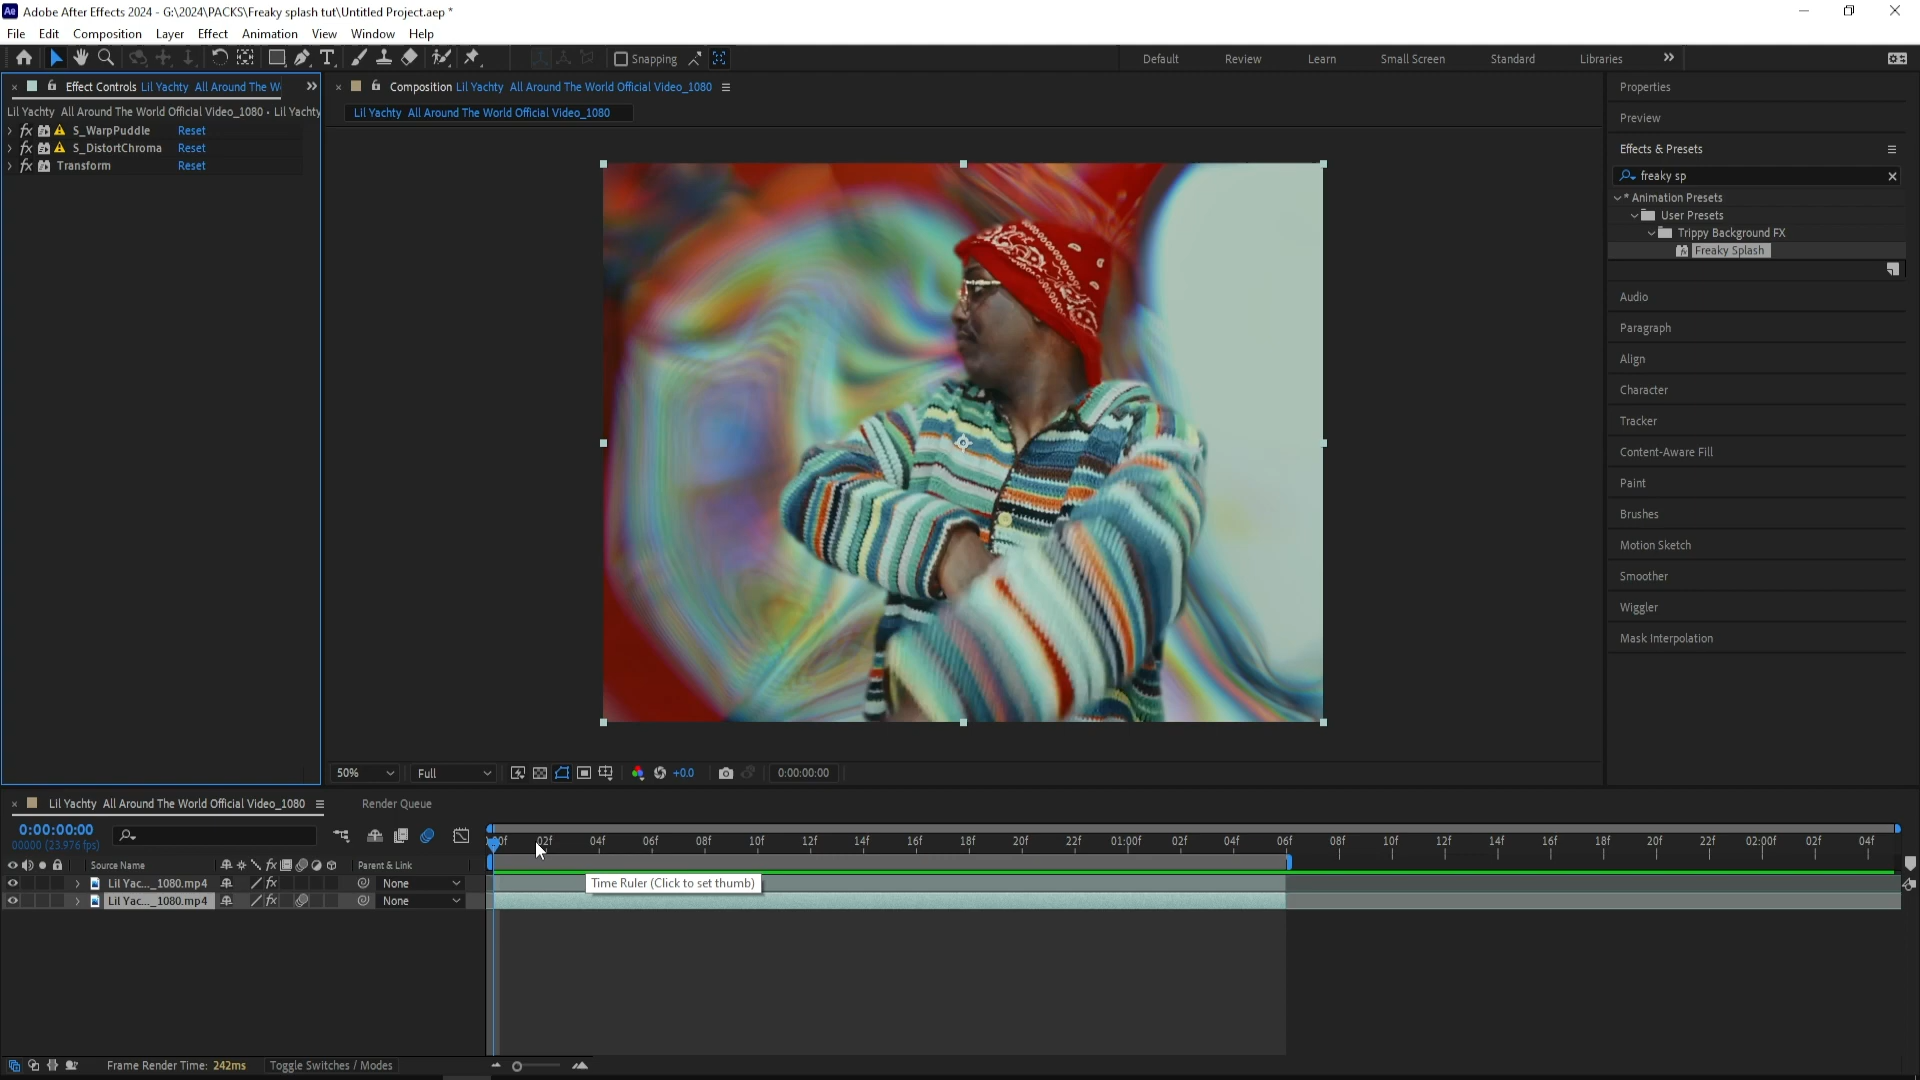 Adobe After Effects 2024 - G:\2024\PACKS\Freaky splash tut\Untitled Project.aep *
File Edit Composition Layer Effect Animation View Window Help
Snapping
Default Review Learn Small Screen Standard Libraries
Effect Controls Lil Yachty All Around The W
Lil Yachty All Around The World Official Video_1080 • Lil Yachty
fx S_WarpPuddle Reset
fx S_DistortChroma Reset
fx Transform Reset
Composition Lil Yachty All Around The World Official Video_1080
Lil Yachty All Around The World Official Video_1080
50% Full +0.0 0:00:00:00
Properties
Preview
Effects & Presets
freaky sp
* Animation Presets
User Presets
Trippy Background FX
Freaky Splash
Audio
Paragraph
Align
Character
Tracker
Content-Aware Fill
Paint
Brushes
Motion Sketch
Smoother
Wiggler
Mask Interpolation
Lil Yachty All Around The World Official Video_1080 Render Queue
0:00:00:00
00000 (23.976 fps)
:00f 02f 04f 06f 08f 10f 12f 14f 16f 18f 20f 22f 01:00f 02f 04f 06f 08f 10f 12f 14f 16f 18f 20f 22f 02:00f 02f 04f
Source Name Parent & Link
Lil Yac..._1080.mp4 None
Lil Yac..._1080.mp4 None
Time Ruler (Click to set thumb)
Frame Render Time: 242ms Toggle Switches / Modes